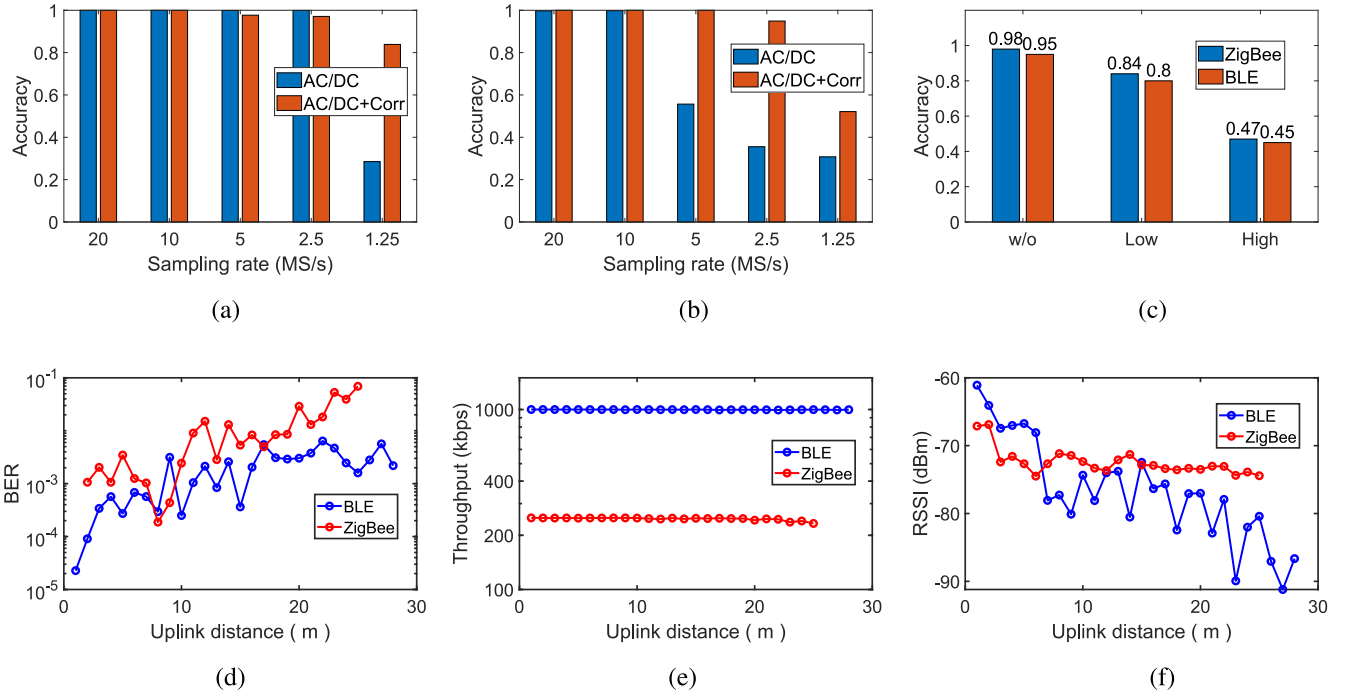 1
0.8
0.6
0.4
0.2
0
Accuracy
AC/DC
AC/DC+Corr
20 10 5 2.5 1.25
Sampling rate (MS/s)
(a)
1
0.8
0.6
0.4
0.2
0
Accuracy
AC/DC
AC/DC+Corr
20 10 5 2.5 1.25
Sampling rate (MS/s)
(b)
1
0.8
0.6
0.4
0.2
0
Accuracy
0.98 0.95
0.84 0.8
0.47 0.45
ZigBee
BLE
w/o Low High
(c)
10-1
10-3
10-4
10-5
BER
BLE
ZigBee
0 10 20 30
Uplink distance ( m )
(d)
1000
400
200
100
Throughput (kbps)
BLE
ZigBee
0 10 20 30
Uplink distance ( m )
(e)
-60
-70
-80
-90
RSSI (dBm)
BLE
ZigBee
0 10 20 30
Uplink distance ( m )
(f)